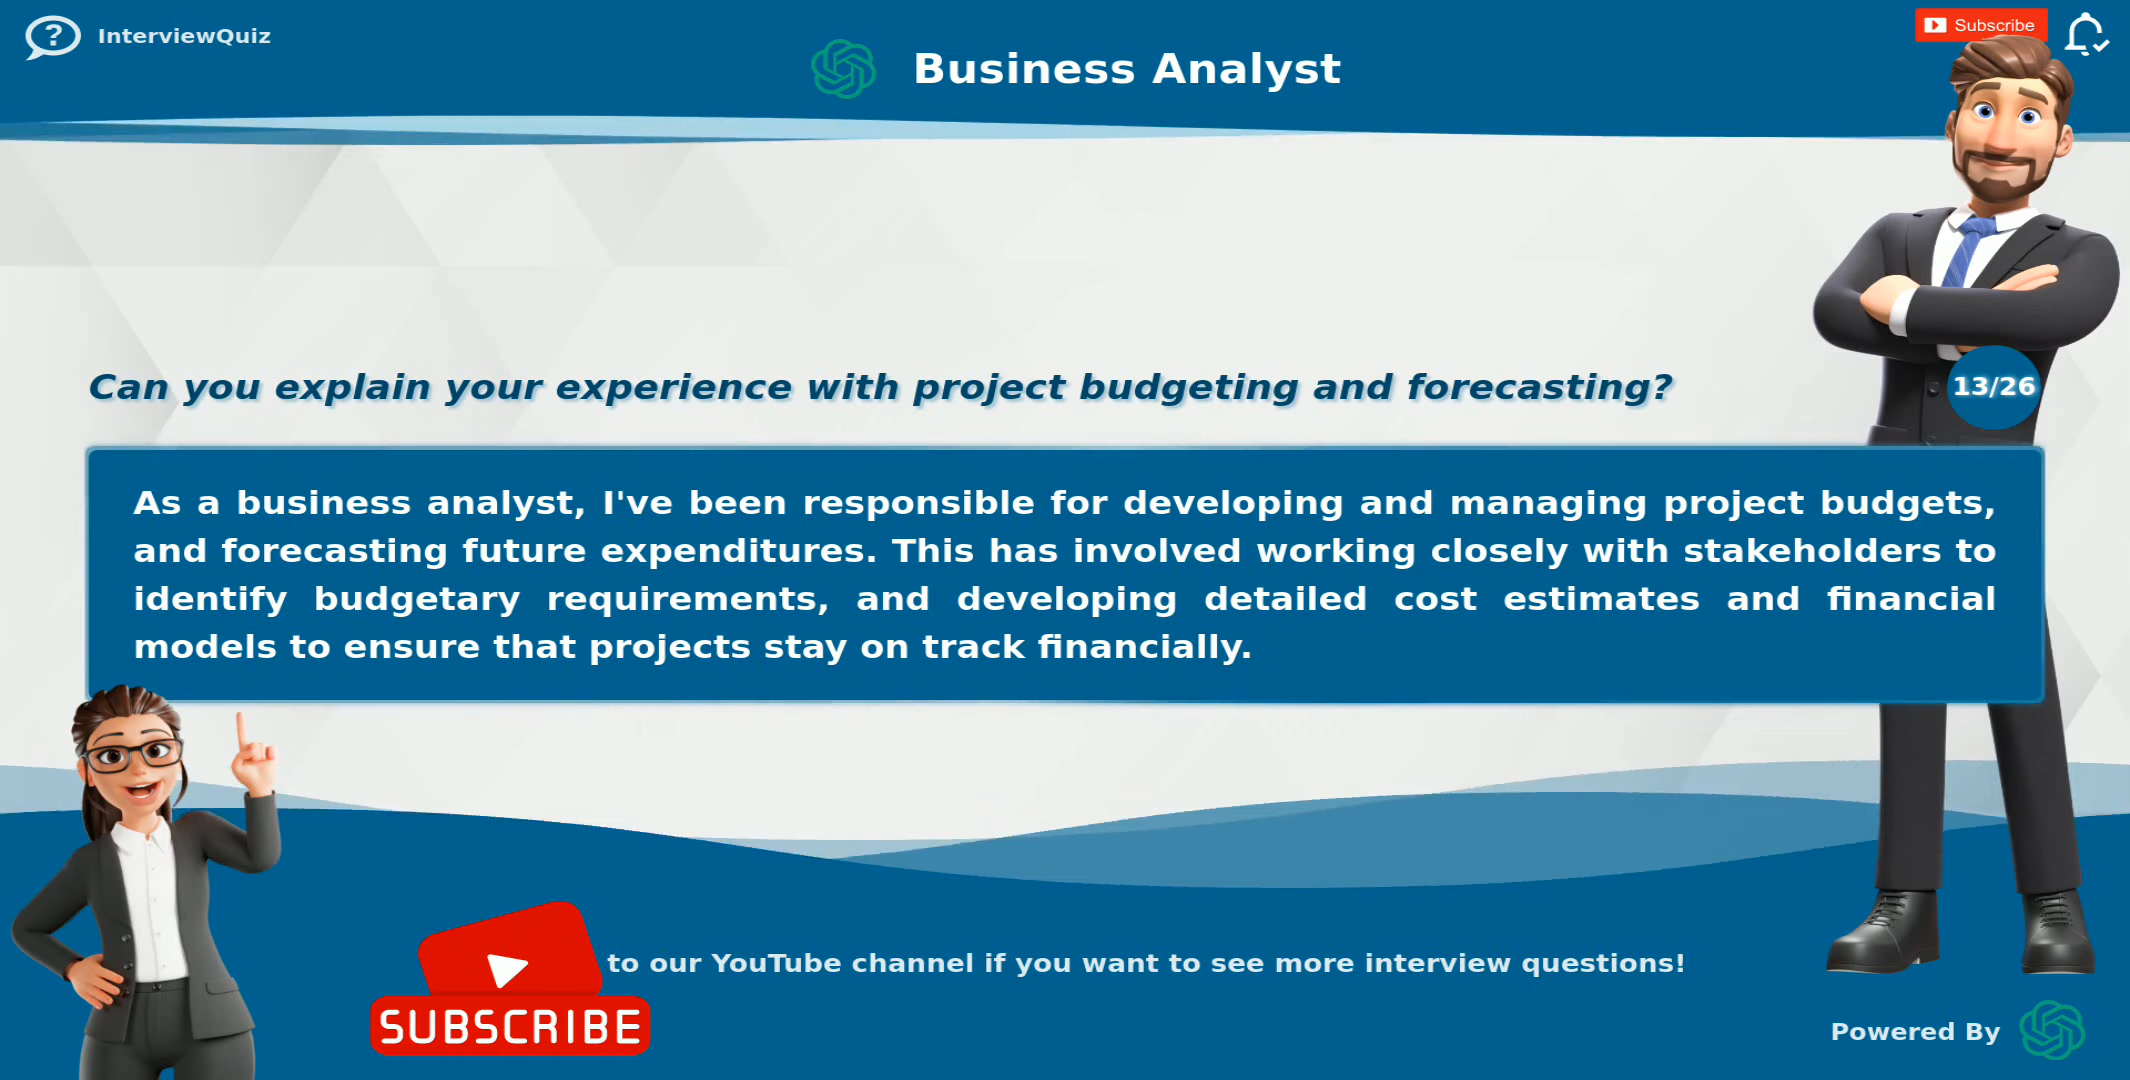 InterviewQuiz
Subscribe
Business Analyst
Can you explain your experience with project budgeting and forecasting?
13/26
As a business analyst, I've been responsible for developing and managing project budgets,
and forecasting future expenditures. This has involved working closely with stakeholders to
identify budgetary requirements, and developing detailed cost estimates and financial
models to ensure that projects stay on track financially.
to our YouTube channel if you want to see more interview questions!
SUBSCRIBE
Powered By